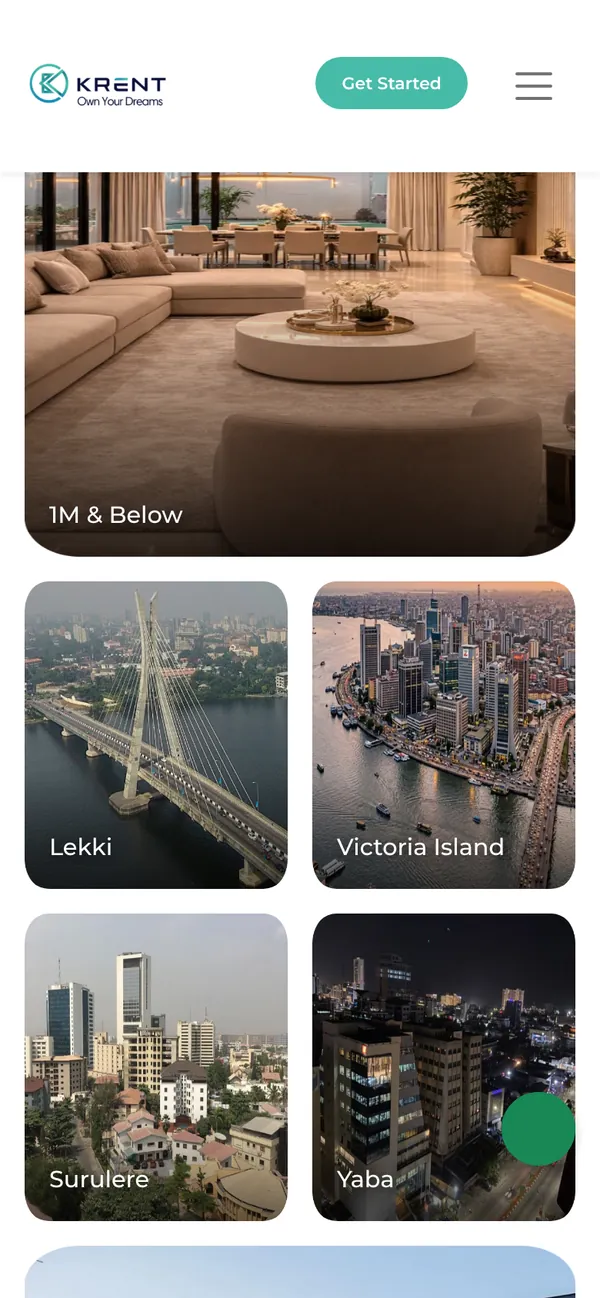 KRENT
Own Your Dreams
Get Started
1M & Below
Lekki
Victoria Island
Surulere
Yaba